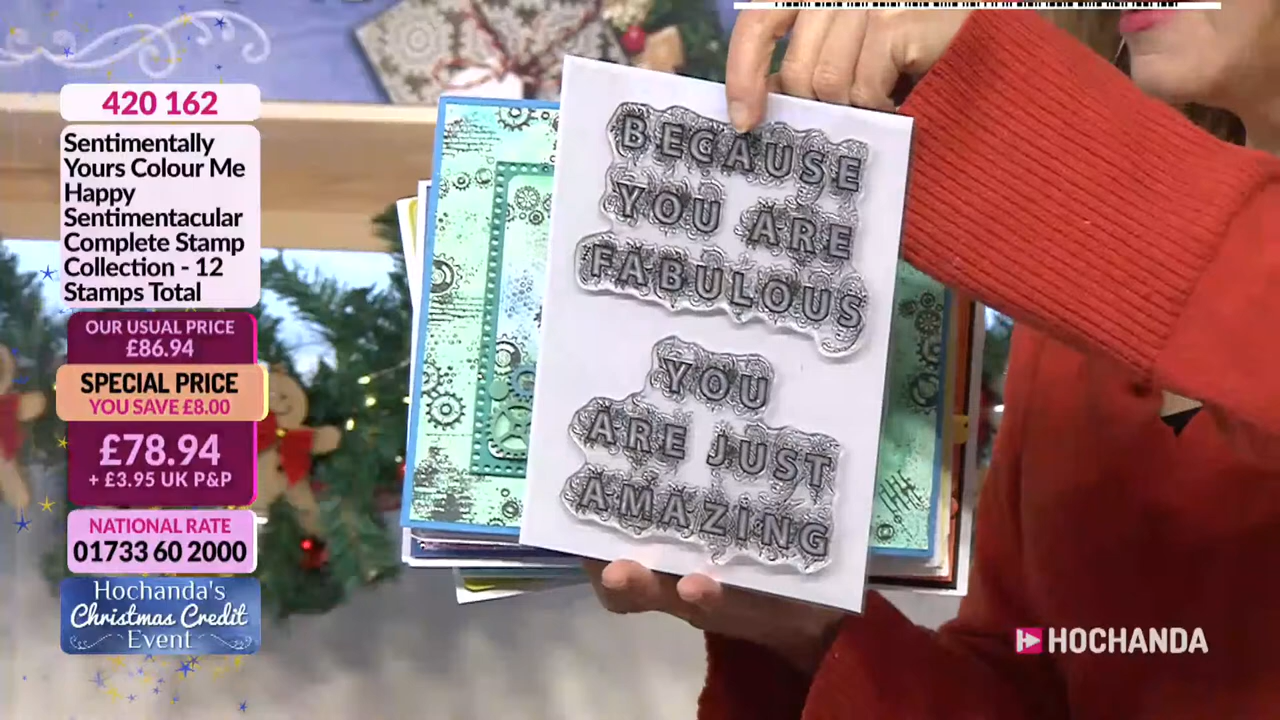 420 162
Sentimentally
Yours Colour Me
Happy
Sentimentacular
Complete Stamp
Collection - 12
Stamps Total
OUR USUAL PRICE
£86.94
SPECIAL PRICE
YOU SAVE £8.00
£78.94
+ £3.95 UK P&P
NATIONAL RATE
01733 60 2000
Hochanda's
Christmas Credit
Event
BECAUSE
YOU ARE
FABULOUS
YOU
ARE JUST
AMAZING
HOCHANDA